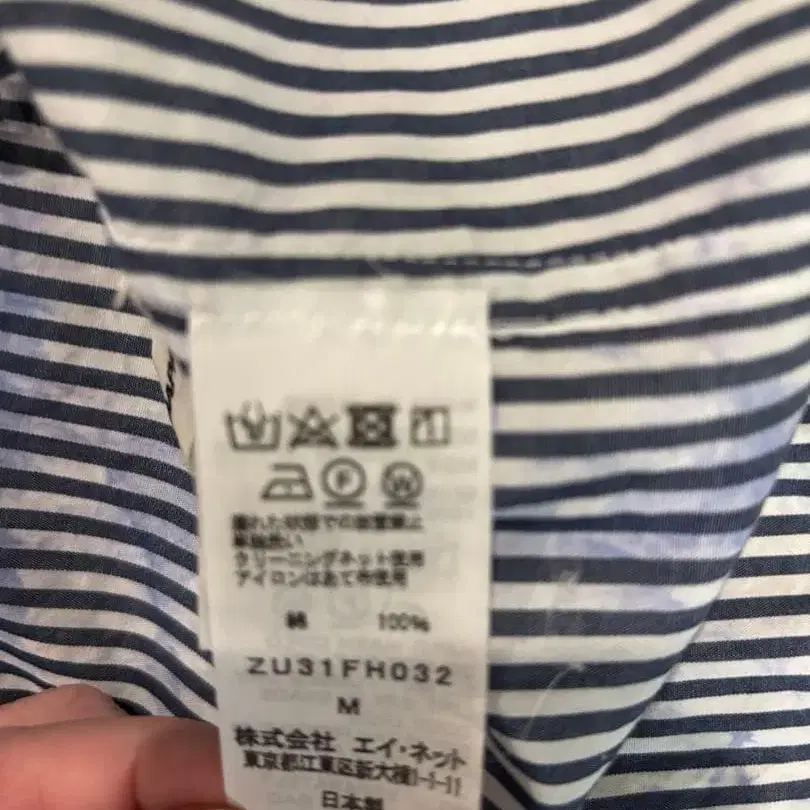 F W
濡れた状態での放置禁止
単独洗い
クリーニングネット使用
アイロンはあて布使用
綿 100%
ZU31FH032
M
株式会社 エイ・ネット
東京都江東区新大橋1-1-11
日本製